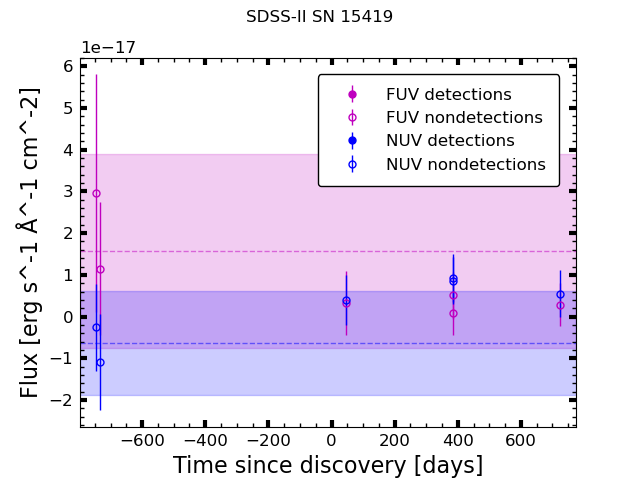 SDSS-II SN 15419
1e−17
6
5
4
3
2
1
0
−1
−2
Flux [erg s^-1 Å^-1 cm^-2]
FUV detections
FUV nondetections
NUV detections
NUV nondetections
−600 −400 −200 0 200 400 600
Time since discovery [days]